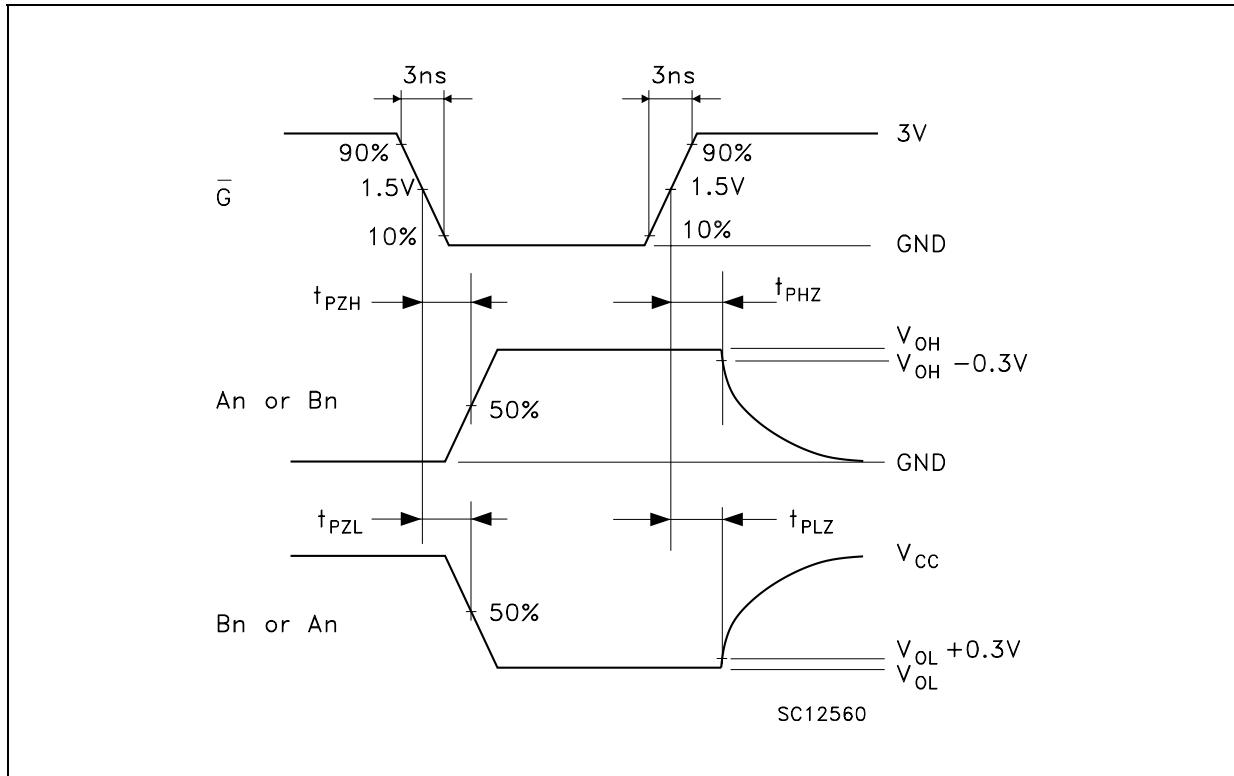 3ns 3ns
3V
90% 90%
G̅ 1.5V 1.5V
10% 10%
GND
tPZH tPHZ
VOH
VOH −0.3V
An or Bn 50%
GND
tPZL tPLZ
VCC
Bn or An 50%
VOL +0.3V
VOL
SC12560